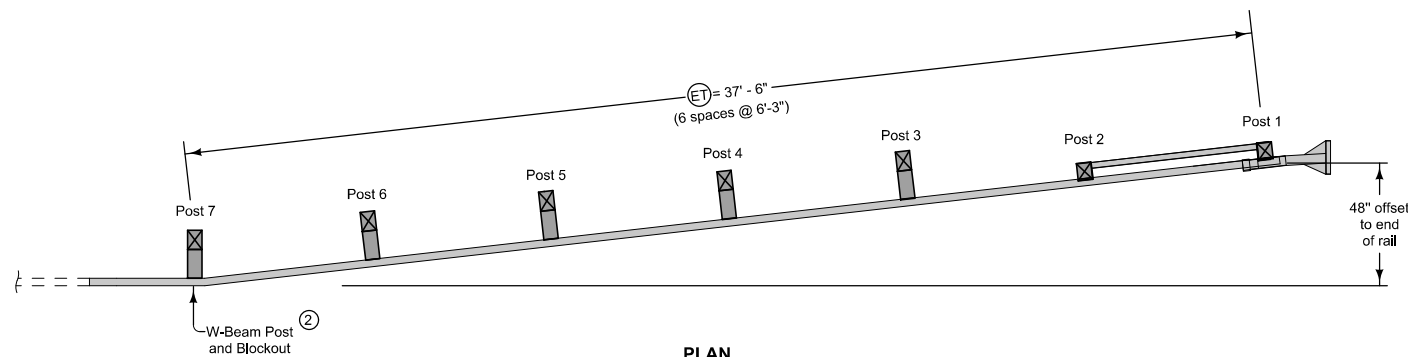 ET = 37' - 6"
(6 spaces @ 6'-3")
Post 1
Post 2
Post 3
Post 4
Post 5
Post 6
Post 7
48" offset
to end
of rail
W-Beam Post 2
and Blockout
PLAN